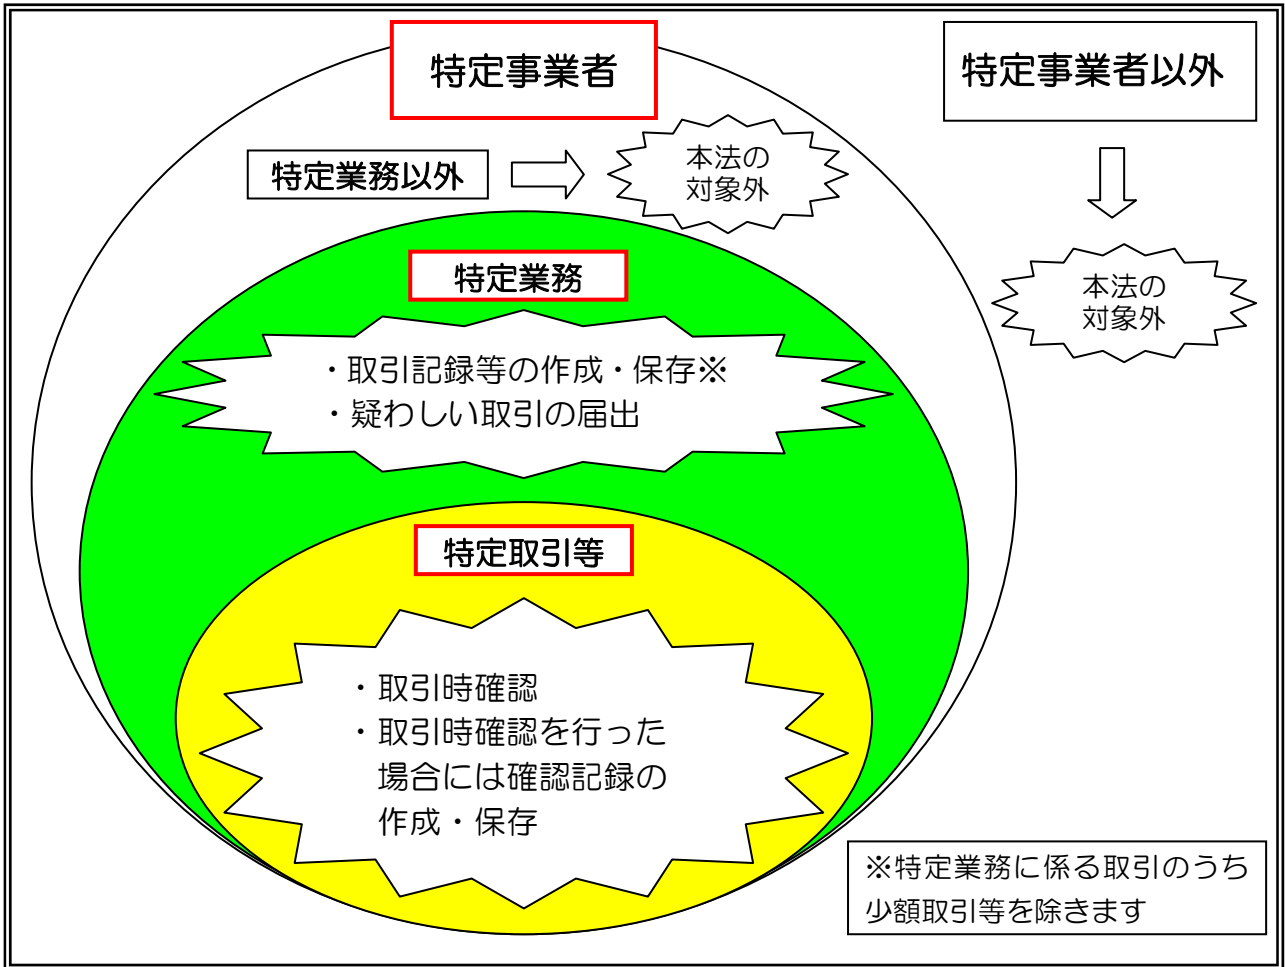 特定事業者
特定事業者以外
特定業務以外
本法の
対象外
本法の
対象外
特定業務
・取引記録等の作成・保存※
・疑わしい取引の届出
特定取引等
・取引時確認
・取引時確認を行った
場合には確認記録の
作成・保存
※特定業務に係る取引のうち
少額取引等を除きます